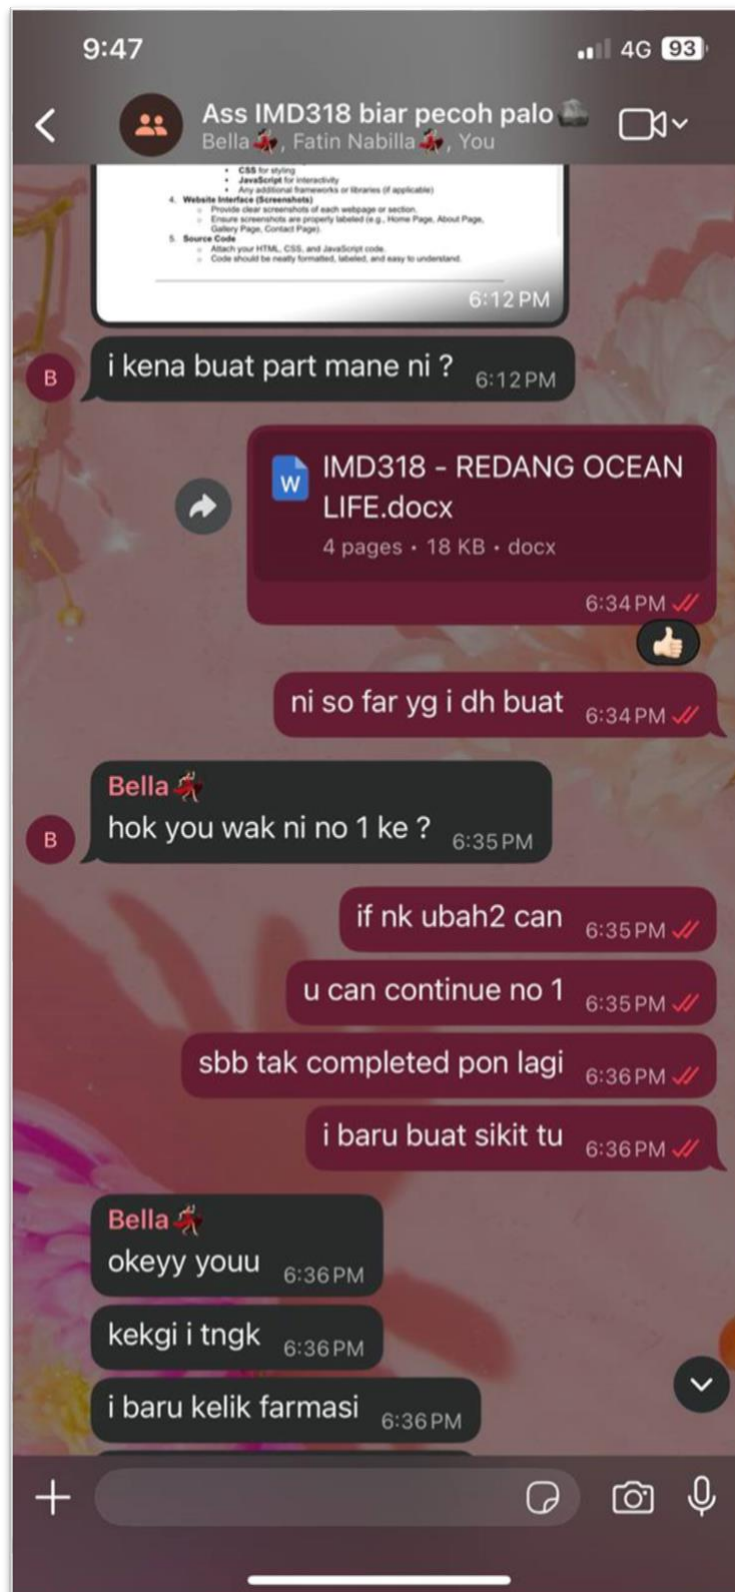 9:47
4G 93
Ass IMD318 biar pecoh palo
Bella💃🏻, Fatin Nabilla💃🏻, You
• CSS for styling
• JavaScript for interactivity
• Any additional frameworks or libraries (if applicable)
4. Website Interface (Screenshots)
○ Provide clear screenshots of each webpage or section.
○ Ensure screenshots are properly labeled (e.g., Home Page, About Page,
Gallery Page, Contact Page).
5. Source Code
○ Attach your HTML, CSS, and JavaScript code.
○ Code should be neatly formatted, labeled, and easy to understand.
6:12 PM
B
i kena buat part mane ni ? 6:12 PM
W
IMD318 - REDANG OCEAN
LIFE.docx
4 pages • 18 KB • docx
6:34 PM
👍🏻
ni so far yg i dh buat 6:34 PM
Bella💃🏻
B
hok you wak ni no 1 ke ? 6:35 PM
if nk ubah2 can 6:35 PM
u can continue no 1 6:35 PM
sbb tak completed pon lagi 6:36 PM
i baru buat sikit tu 6:36 PM
Bella💃🏻
okeyy youu 6:36 PM
kekgi i tngk 6:36 PM
i baru kelik farmasi 6:36 PM